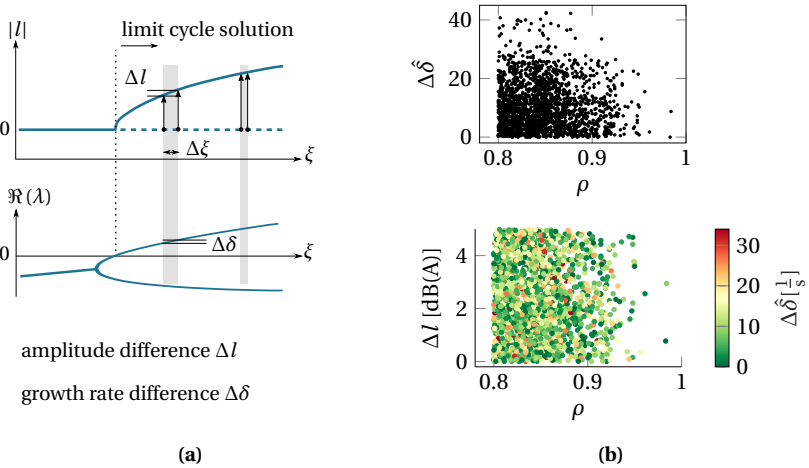 |l|
limit cycle solution
Δl
0
Δξ
ξ
ℜ(λ)
0
ξ
Δδ
amplitude difference Δl
growth rate difference Δδ
(a)
40
20
0
Δδ̂
0.8 0.9 1
ρ
4
2
0
Δl [dB(A)]
0.8 0.9 1
ρ
30
20
10
0
Δδ̂[1/s]
(b)